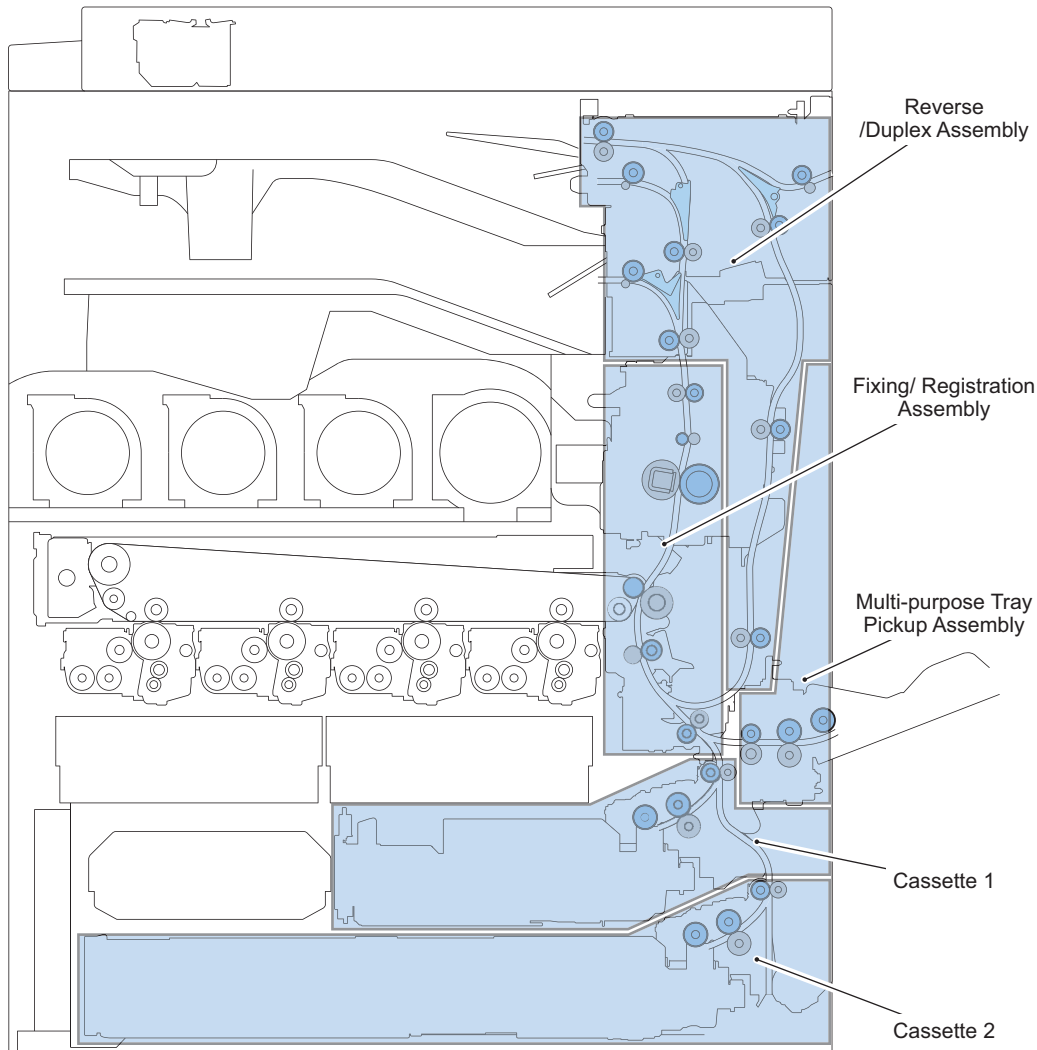 Reverse
/Duplex Assembly
Fixing/ Registration
Assembly
Multi-purpose Tray
Pickup Assembly
Cassette 1
Cassette 2